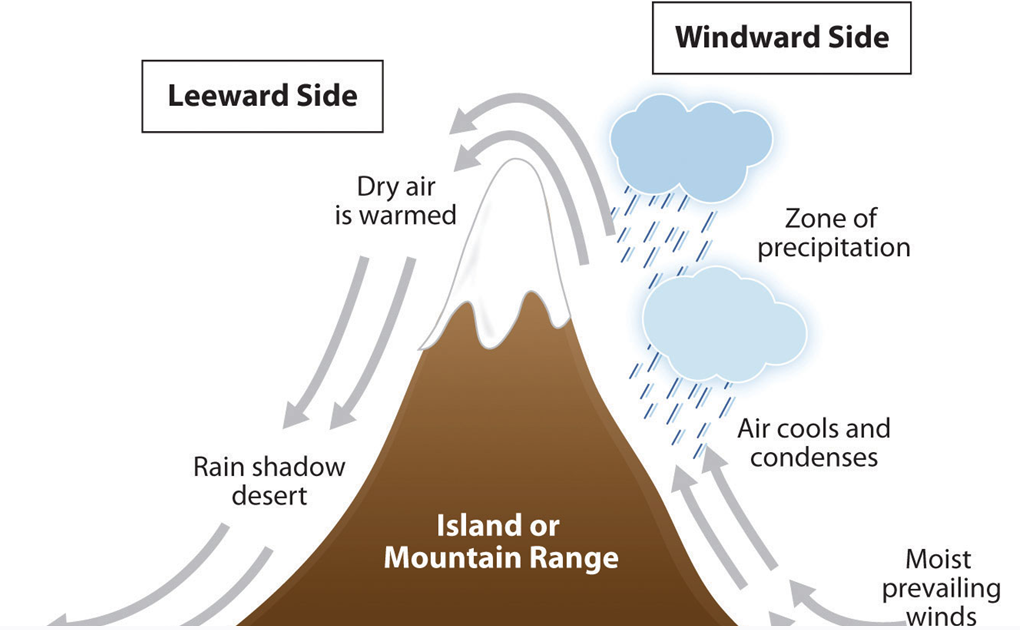 Windward Side
Leeward Side
Dry air
is warmed
Zone of
precipitation
Air cools and
condenses
Rain shadow
desert
Island or
Mountain Range
Moist
prevailing
winds